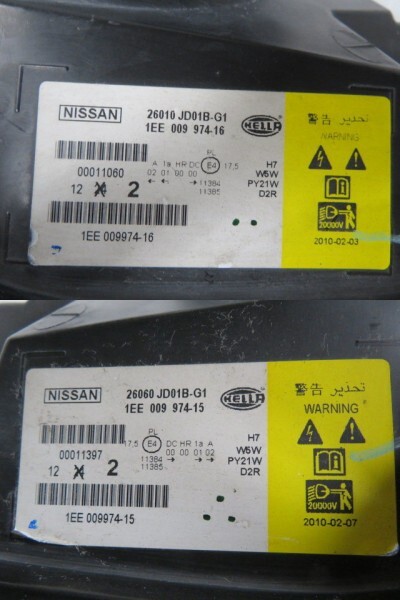 NISSAN
26010 JD01B-G1
1EE 009 974-16
HELLA
00011060
12 X 2
PL
A 1a HR DC E4 17.5
02 01 00 00
11384
11385
H7
W5W
PY21W
D2R
1EE 009974-16
警告 تحذير
WARNING
20000V
2010-02-03
NISSAN
26060 JD01B-G1
1EE 009 974-15
HELLA
00011397
12 X 2
PL
17.5 E4 DC HR 1a A
00 00 01 02
11384
11385
H7
W5W
PY21W
D2R
1EE 009974-15
警告 تحذير
WARNING
20000V
2010-02-07